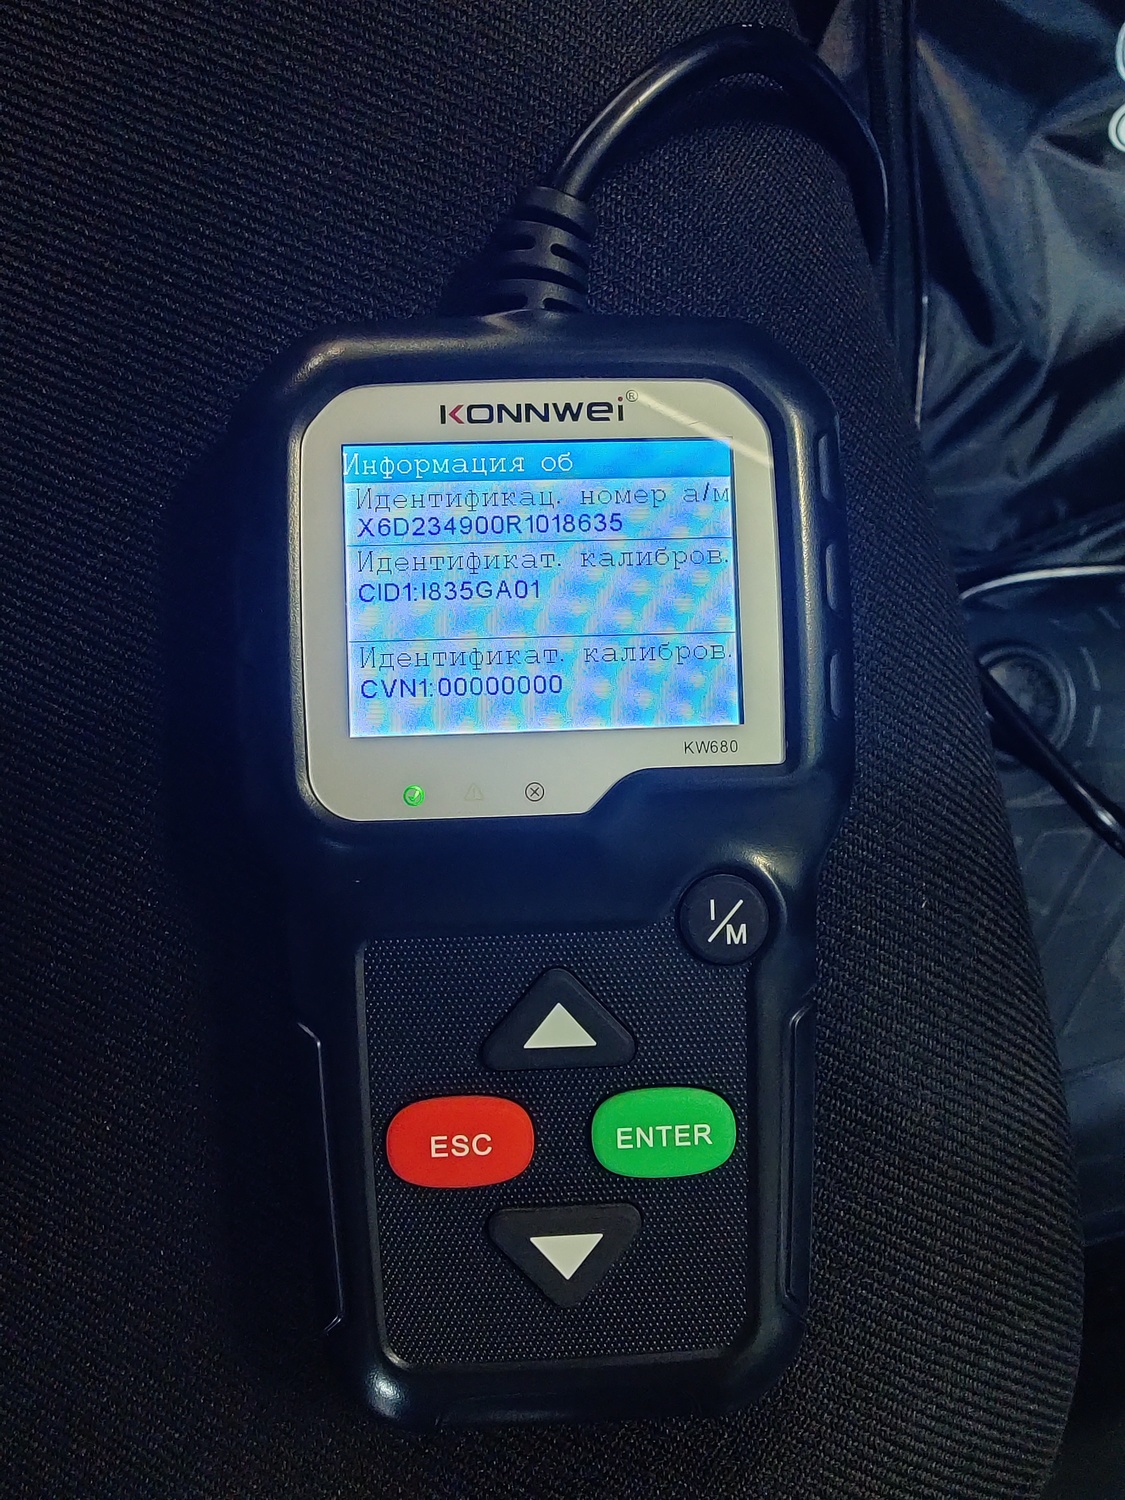 KONNWEI®
Информация об
Идентификац. номер а/м
X6D234900R1018635
Идентификат. калибров.
CID1:I835GA01
Идентификат. калибров.
CVN1:00000000
KW680
I/M
ESC
ENTER